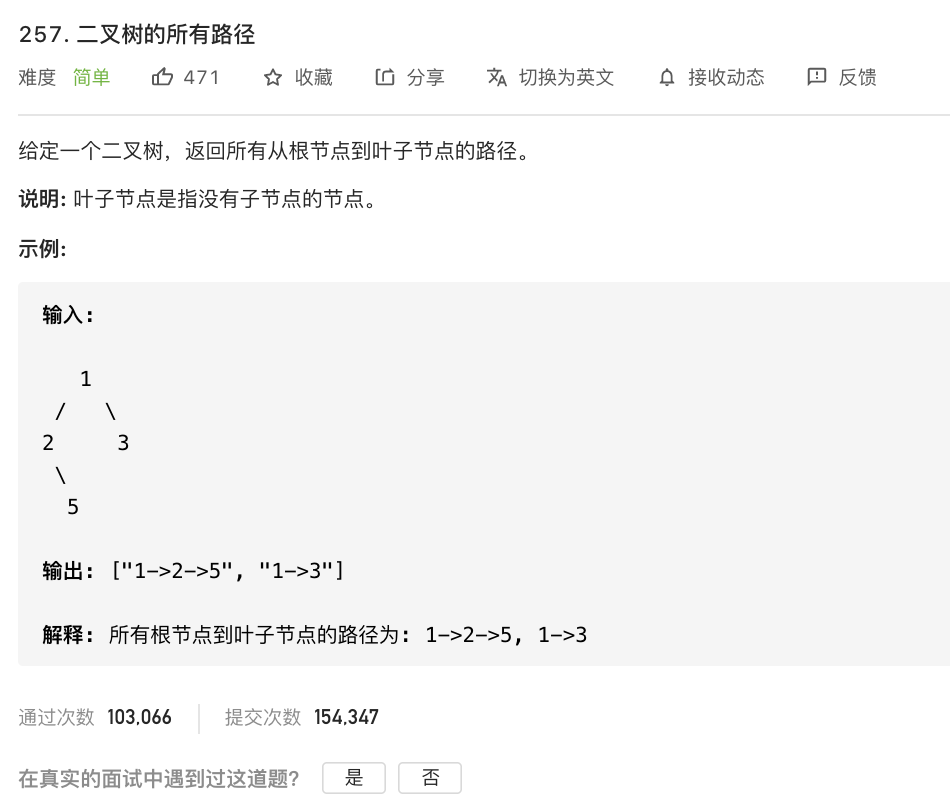 257. 二叉树的所有路径
难度 简单 471 收藏 分享 切换为英文 接收动态 反馈
给定一个二叉树，返回所有从根节点到叶子节点的路径。
说明: 叶子节点是指没有子节点的节点。
示例:
输入:
1
/ \
2 3
\
5
输出: ["1->2->5", "1->3"]
解释: 所有根节点到叶子节点的路径为: 1->2->5, 1->3
通过次数 103,066 提交次数 154,347
在真实的面试中遇到过这道题? 是 否